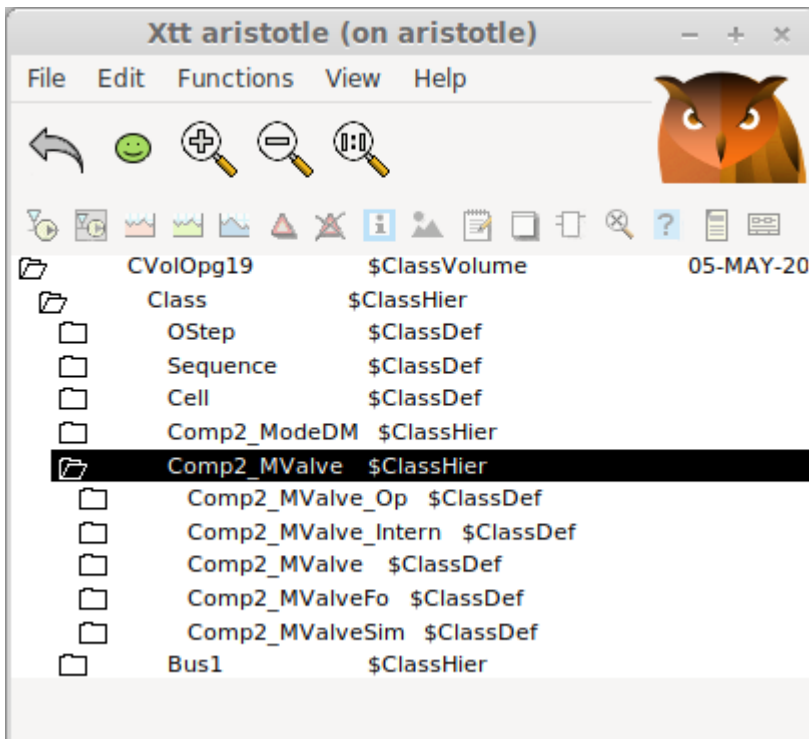 Xtt aristotle (on aristotle)
File Edit Functions View Help
CVolOpg19 $ClassVolume 05-MAY-20
Class $ClassHier
OStep $ClassDef
Sequence $ClassDef
Cell $ClassDef
Comp2_ModeDM $ClassHier
Comp2_MValve $ClassHier
Comp2_MValve_Op $ClassDef
Comp2_MValve_Intern $ClassDef
Comp2_MValve $ClassDef
Comp2_MValveFo $ClassDef
Comp2_MValveSim $ClassDef
Bus1 $ClassHier